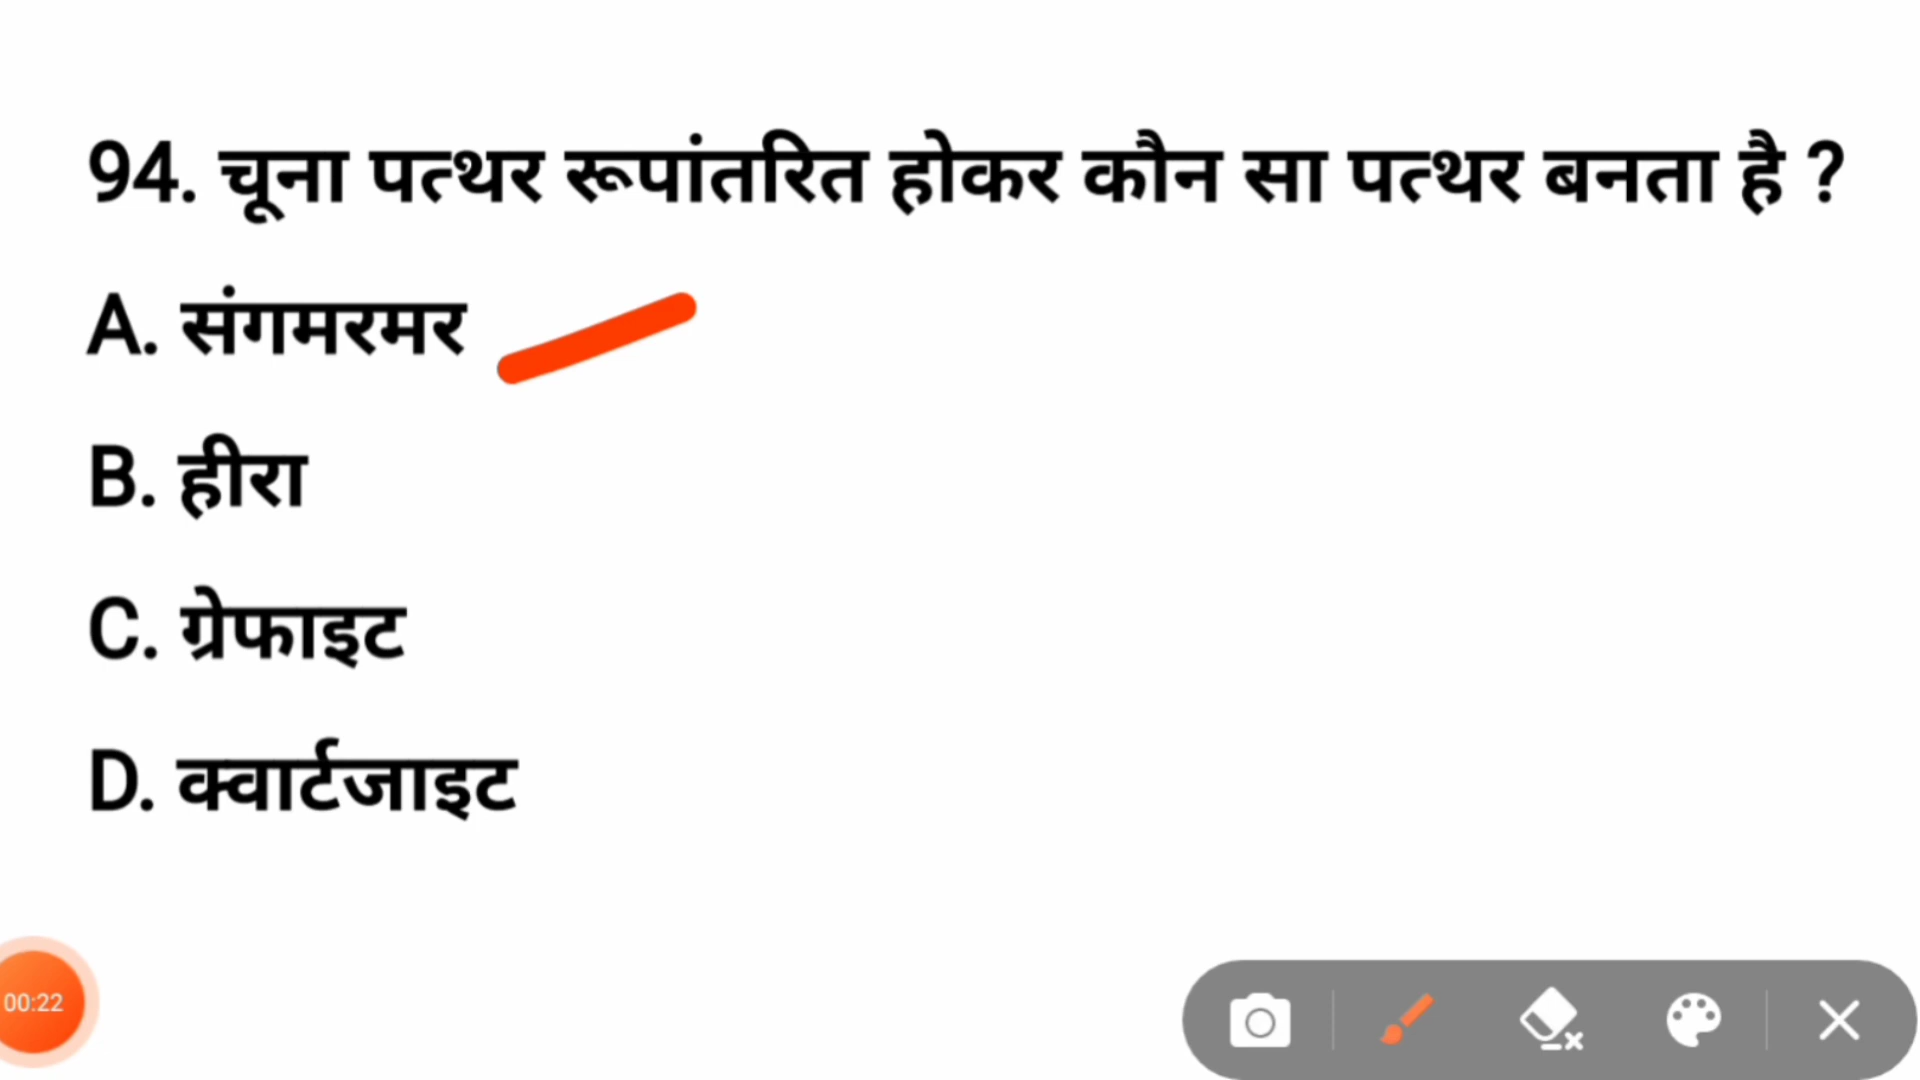 94. चूना पत्थर रूपांतरित होकर कौन सा पत्थर बनता है ?
A. संगमरमर
B. हीरा
C. ग्रेफाइट
D. क्वार्टजाइट
00:22